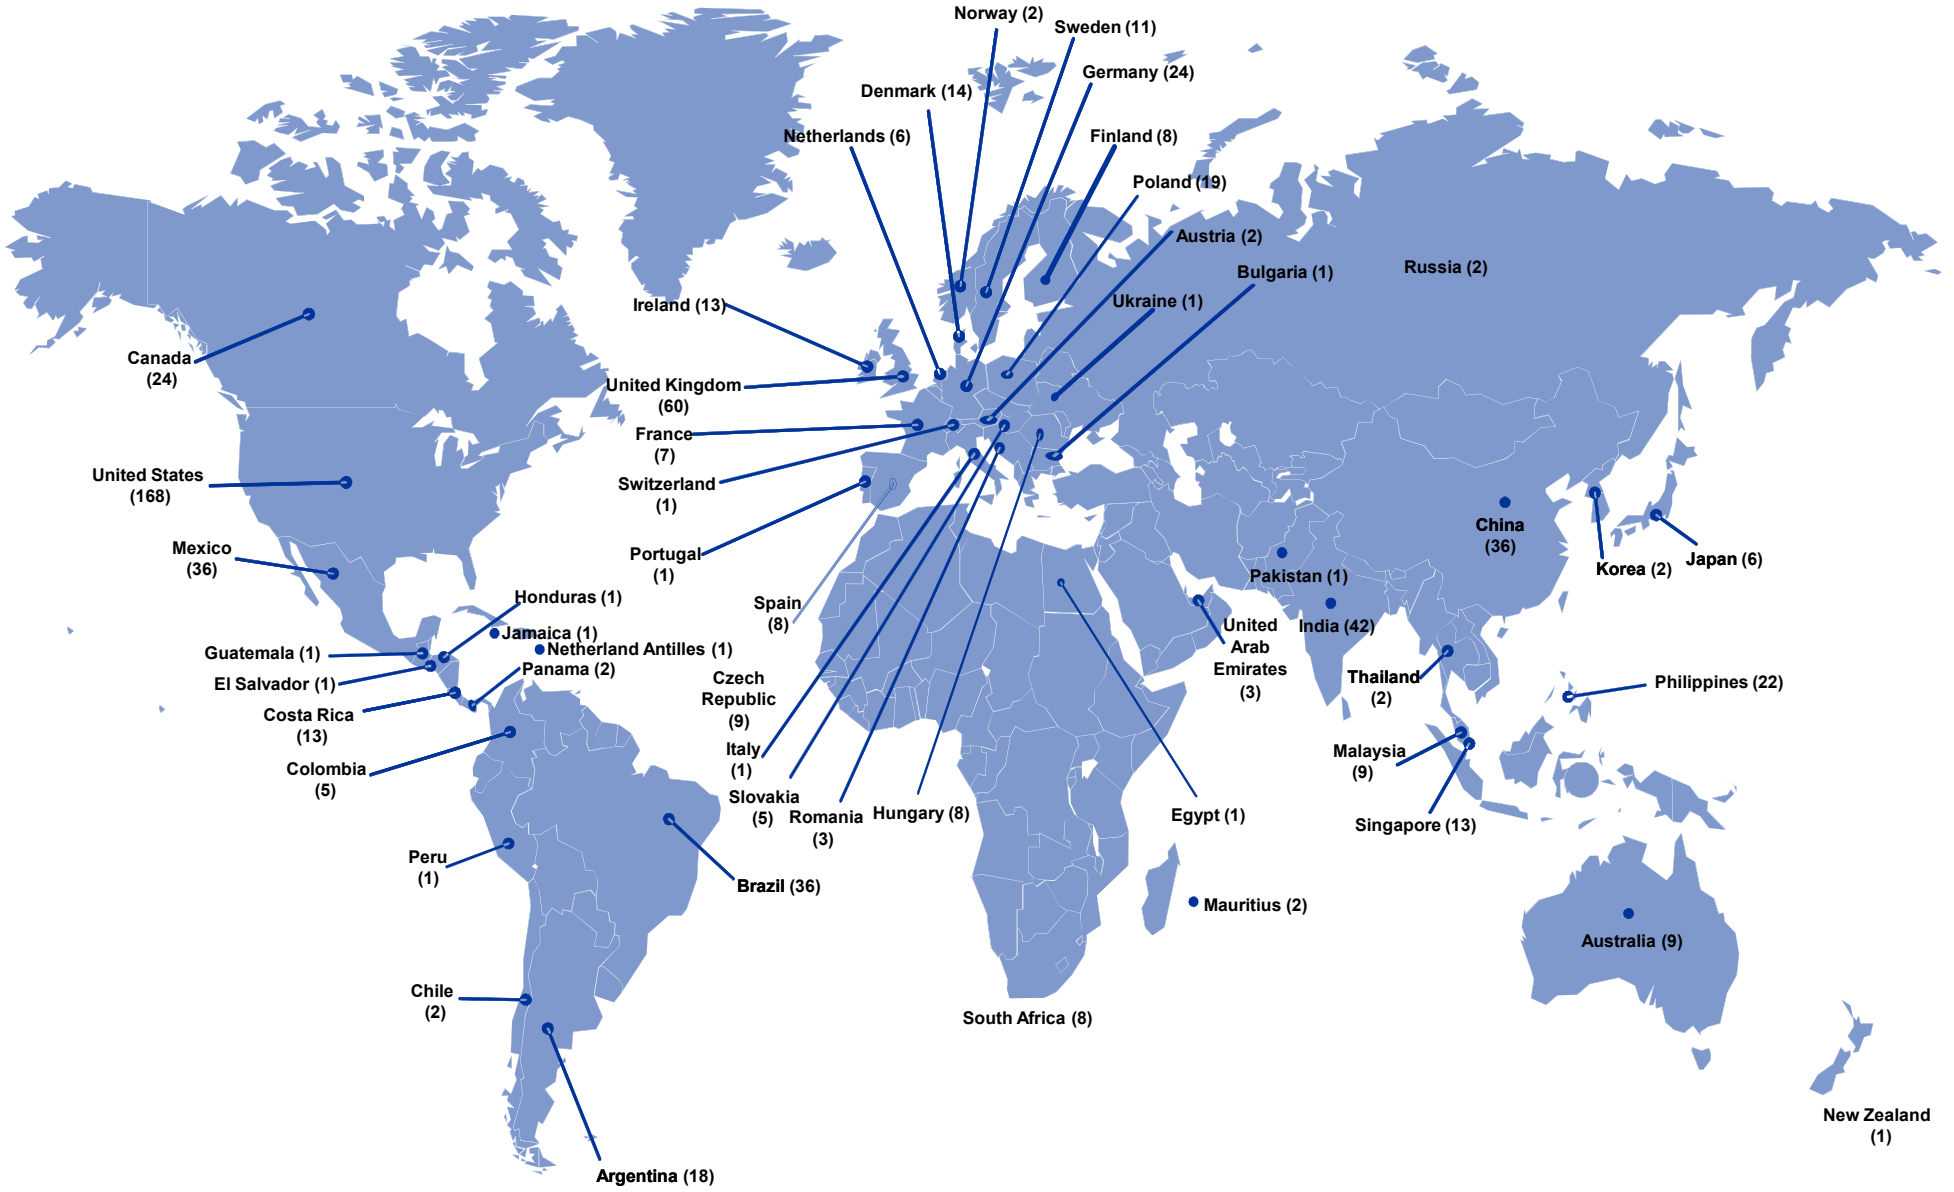 Norway (2)
Sweden (11)
Germany (24)
Denmark (14)
Netherlands (6)
Finland (8)
Poland (19)
Austria (2)
Bulgaria (1)
Russia (2)
Ukraine (1)
Ireland (13)
Canada
(24)
United Kingdom
(60)
France
(7)
United States
(168)
Switzerland
(1)
China
(36)
Mexico
(36)
Portugal
(1)
Japan (6)
Korea (2)
Pakistan (1)
Honduras (1)
Spain
(8)
Jamaica (1)
India (42)
United
Arab
Emirates
(3)
Guatemala (1)
Netherland Antilles (1)
Panama (2)
El Salvador (1)
Thailand
(2)
Philippines (22)
Czech
Republic
(9)
Costa Rica
(13)
Italy
(1)
Malaysia
(9)
Colombia
(5)
Slovakia
(5)
Romania
(3)
Hungary (8)
Egypt (1)
Singapore (13)
Peru
(1)
Brazil (36)
Mauritius (2)
Australia (9)
Chile
(2)
South Africa (8)
New Zealand
(1)
Argentina (18)